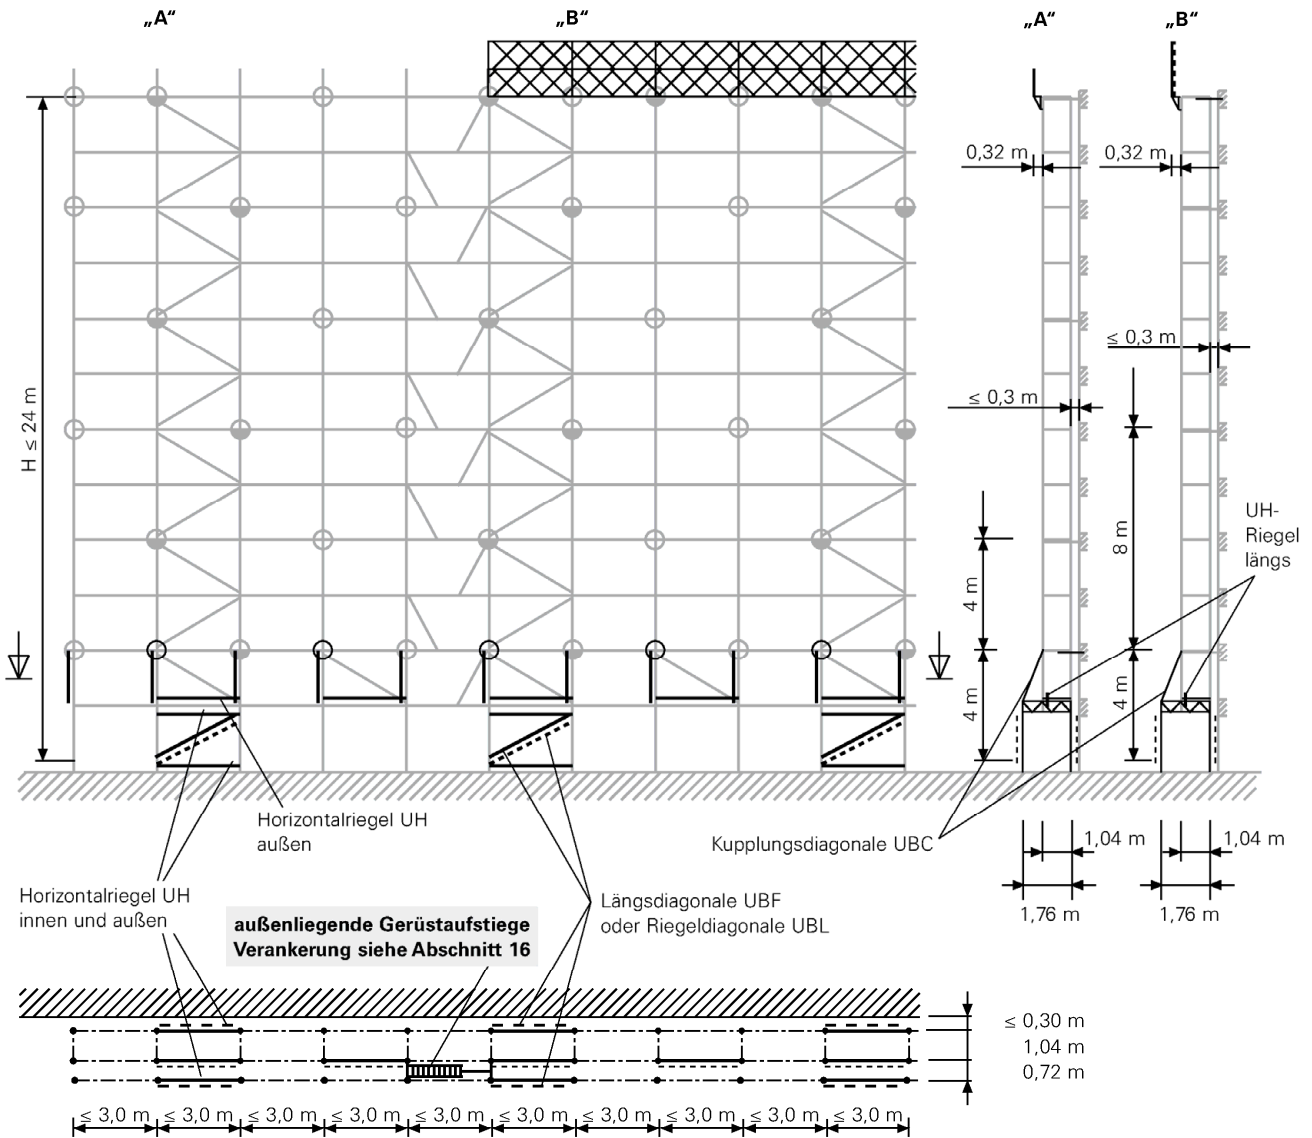 „A“
„B“
„A“
„B“
0,32 m
0,32 m
≤ 0,3 m
≤ 0,3 m
H ≤ 24 m
8 m
4 m
4 m
4 m
UH-
Riegel
längs
Horizontalriegel UH
außen
Kupplungsdiagonale UBC
1,04 m
1,04 m
1,76 m
1,76 m
Horizontalriegel UH
innen und außen
außenliegende Gerüstaufstiege
Verankerung siehe Abschnitt 16
Längsdiagonale UBF
oder Riegeldiagonale UBL
≤ 0,30 m
1,04 m
0,72 m
≤ 3,0 m ≤ 3,0 m ≤ 3,0 m ≤ 3,0 m ≤ 3,0 m ≤ 3,0 m ≤ 3,0 m ≤ 3,0 m ≤ 3,0 m ≤ 3,0 m